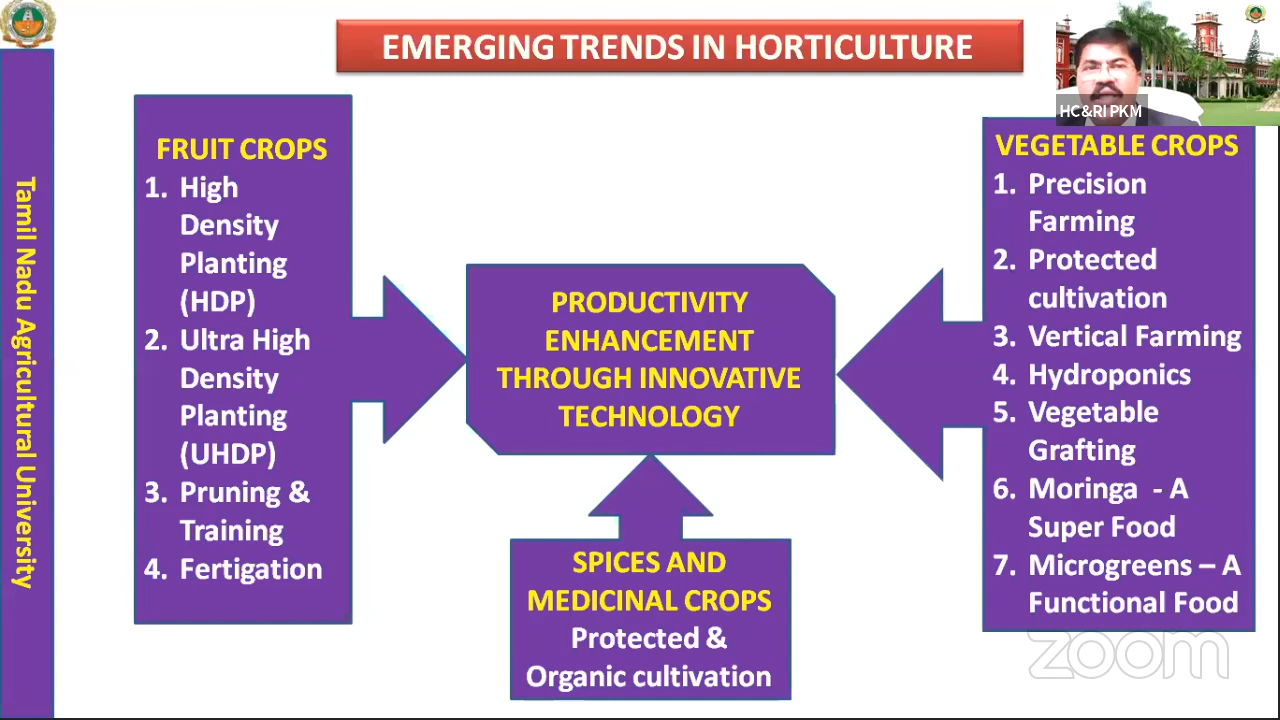 EMERGING TRENDS IN HORTICULTURE
HC&RI PKM
Tamil Nadu Agricultural University
FRUIT CROPS
1. High
Density
Planting
(HDP)
2. Ultra High
Density
Planting
(UHDP)
3. Pruning &
Training
4. Fertigation
PRODUCTIVITY
ENHANCEMENT
THROUGH INNOVATIVE
TECHNOLOGY
SPICES AND
MEDICINAL CROPS
Protected &
Organic cultivation
VEGETABLE CROPS
1. Precision
Farming
2. Protected
cultivation
3. Vertical Farming
4. Hydroponics
5. Vegetable
Grafting
6. Moringa - A
Super Food
7. Microgreens – A
Functional Food
zoom